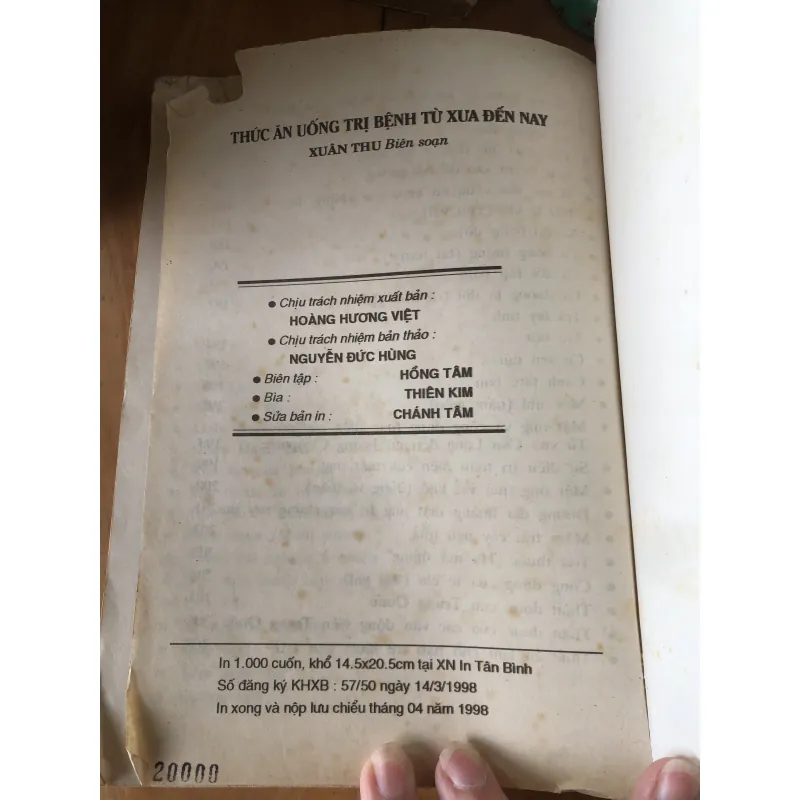 THỨC ĂN UỐNG TRỊ BỆNH TỪ XƯA ĐẾN NAY
XUÂN THU Biên soạn
● Chịu trách nhiệm xuất bản :
HOÀNG HƯƠNG VIỆT
● Chịu trách nhiệm bản thảo :
NGUYỄN ĐỨC HÙNG
● Biên tập : HỒNG TÂM
● Bìa : THIÊN KIM
● Sửa bản in : CHÁNH TÂM
In 1.000 cuốn, khổ 14.5x20.5cm tại XN In Tân Bình
Số đăng ký KHXB : 57/50 ngày 14/3/1998
In xong và nộp lưu chiểu tháng 04 năm 1998
20000